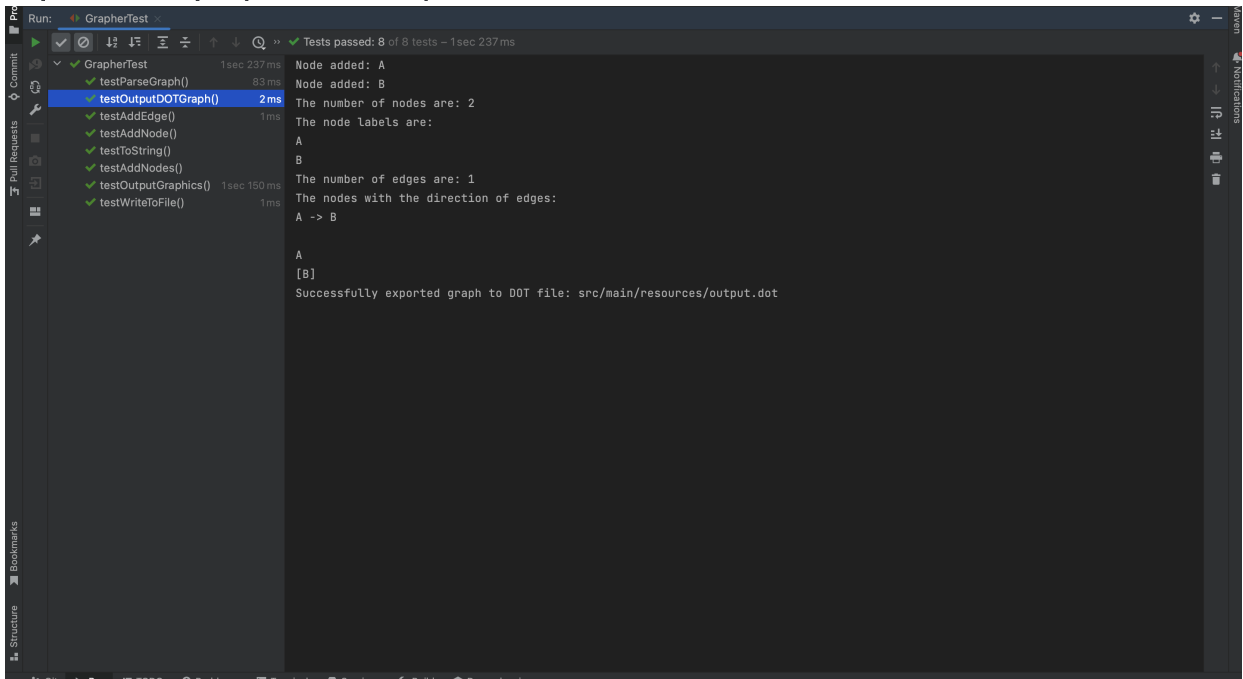 Run: GrapherTest
Tests passed: 8 of 8 tests – 1 sec 237 ms
GrapherTest 1 sec 237 ms
testParseGraph() 83 ms
testOutputDOTGraph() 2 ms
testAddEdge() 1 ms
testAddNode()
testToString()
testAddNodes()
testOutputGraphics() 1 sec 150 ms
testWriteToFile() 1 ms
Node added: A
Node added: B
The number of nodes are: 2
The node labels are:
A
B
The number of edges are: 1
The nodes with the direction of edges:
A -> B
A
[B]
Successfully exported graph to DOT file: src/main/resources/output.dot
Pro
Commit
Pull Requests
Bookmarks
Structure
Maven
Notifications